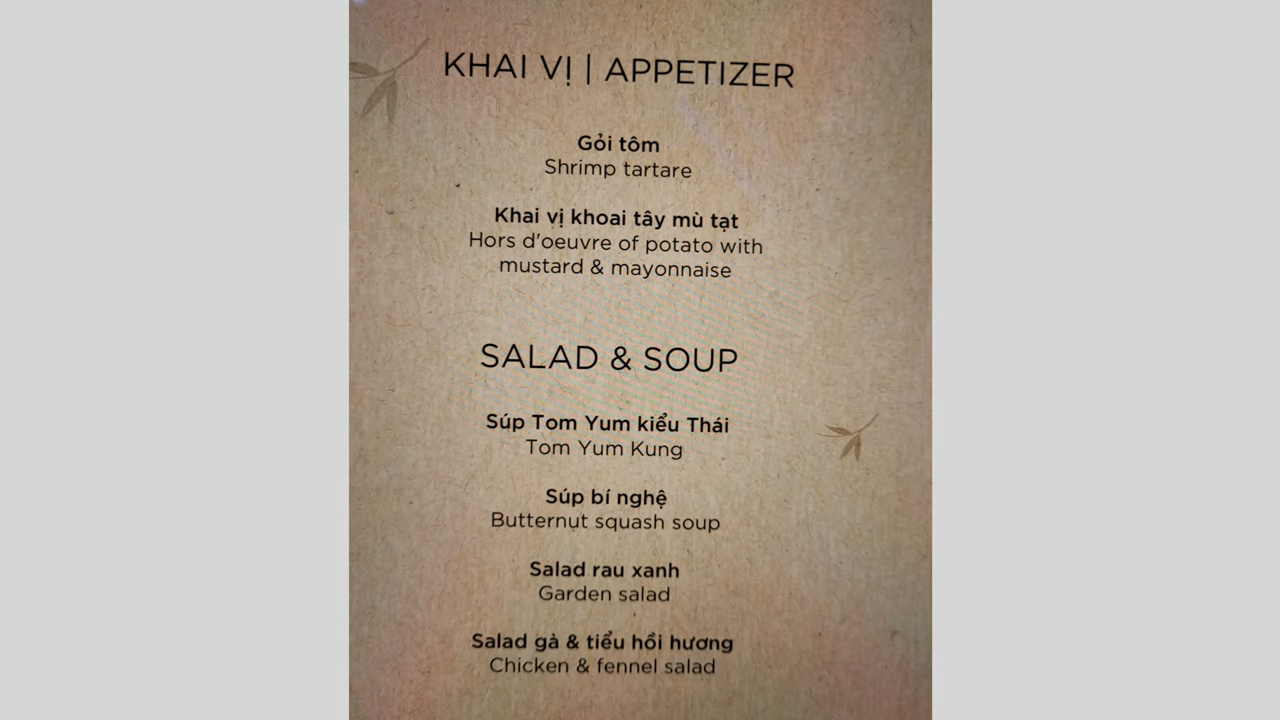 KHAI VỊ | APPETIZER
Gỏi tôm
Shrimp tartare
Khai vị khoai tây mù tạt
Hors d'oeuvre of potato with
mustard & mayonnaise
SALAD & SOUP
Súp Tom Yum kiểu Thái
Tom Yum Kung
Súp bí nghệ
Butternut squash soup
Salad rau xanh
Garden salad
Salad gà & tiểu hồi hương
Chicken & fennel salad